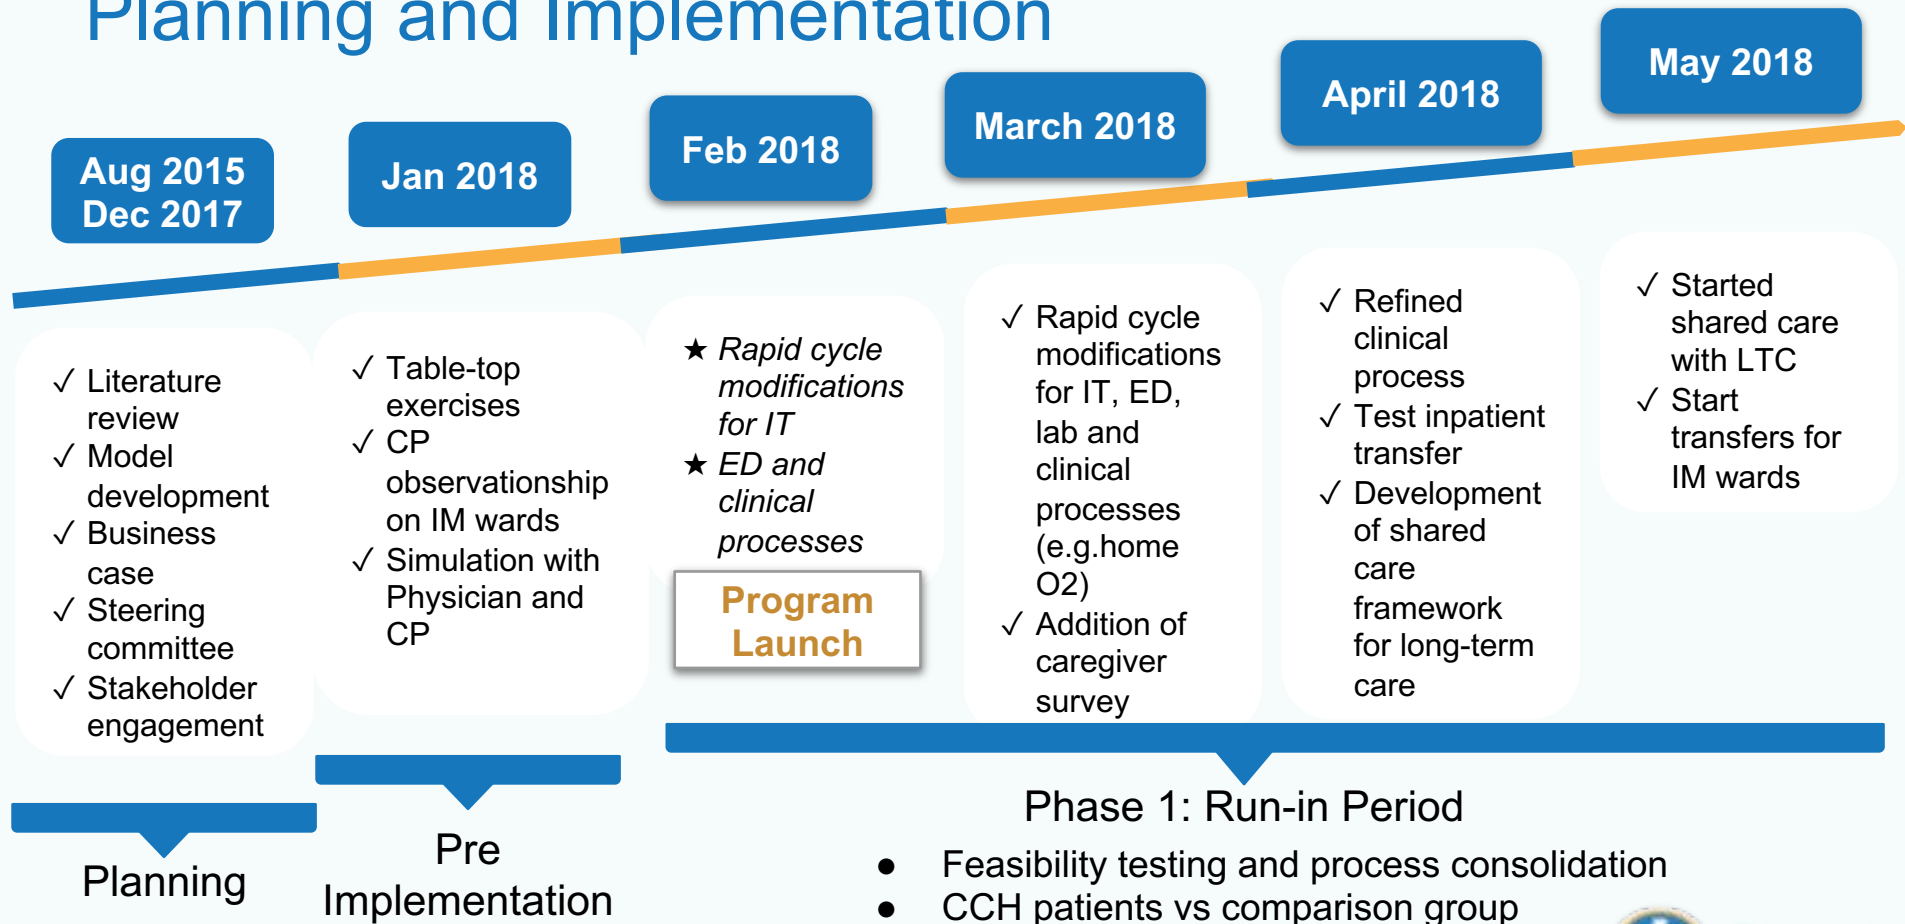 Planning and Implementation
Aug 2015
Dec 2017
Jan 2018
Feb 2018
March 2018
April 2018
May 2018
✓ Literature
review
✓ Model
development
✓ Business
case
✓ Steering
committee
✓ Stakeholder
engagement
✓ Table-top
exercises
✓ CP
observationship
on IM wards
✓ Simulation with
Physician and
CP
★ Rapid cycle
modifications
for IT
★ ED and
clinical
processes
Program
Launch
✓ Rapid cycle
modifications
for IT, ED,
lab and
clinical
processes
(e.g.home
O2)
✓ Addition of
caregiver
survey
✓ Refined
clinical
process
✓ Test inpatient
transfer
✓ Development
of shared
care
framework
for long-term
care
✓ Started
shared care
with LTC
✓ Start
transfers for
IM wards
Planning
Pre
Implementation
Phase 1: Run-in Period
● Feasibility testing and process consolidation
● CCH patients vs comparison group